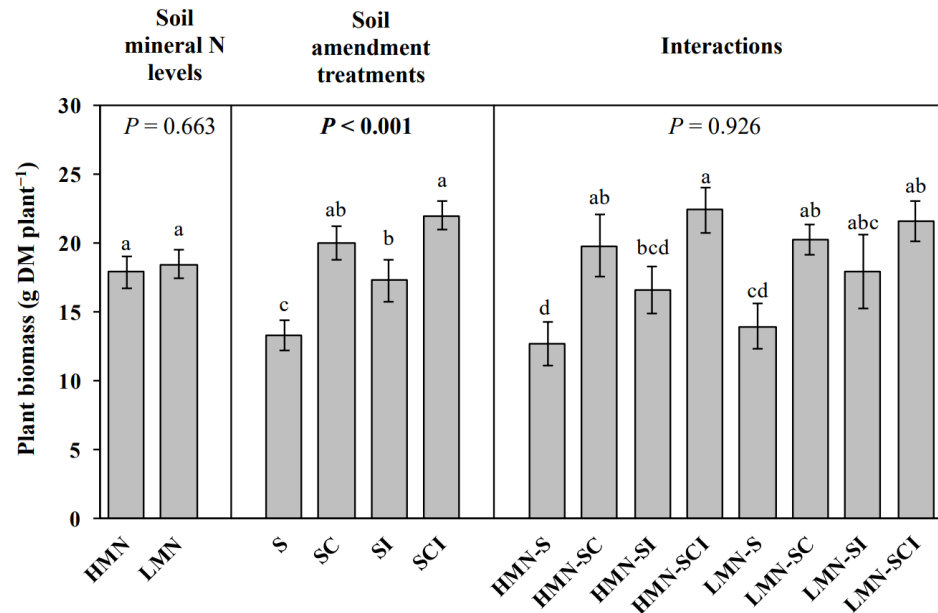 Soil
mineral N
levels
Soil
amendment
treatments
Interactions
Plant biomass (g DM plant⁻¹)
30
25
20
15
10
5
0
P = 0.663
P < 0.001
P = 0.926
a
a
c
ab
b
a
d
ab
bcd
a
cd
ab
abc
ab
HMN
LMN
S
SC
SI
SCI
HMN-S
HMN-SC
HMN-SI
HMN-SCI
LMN-S
LMN-SC
LMN-SI
LMN-SCI